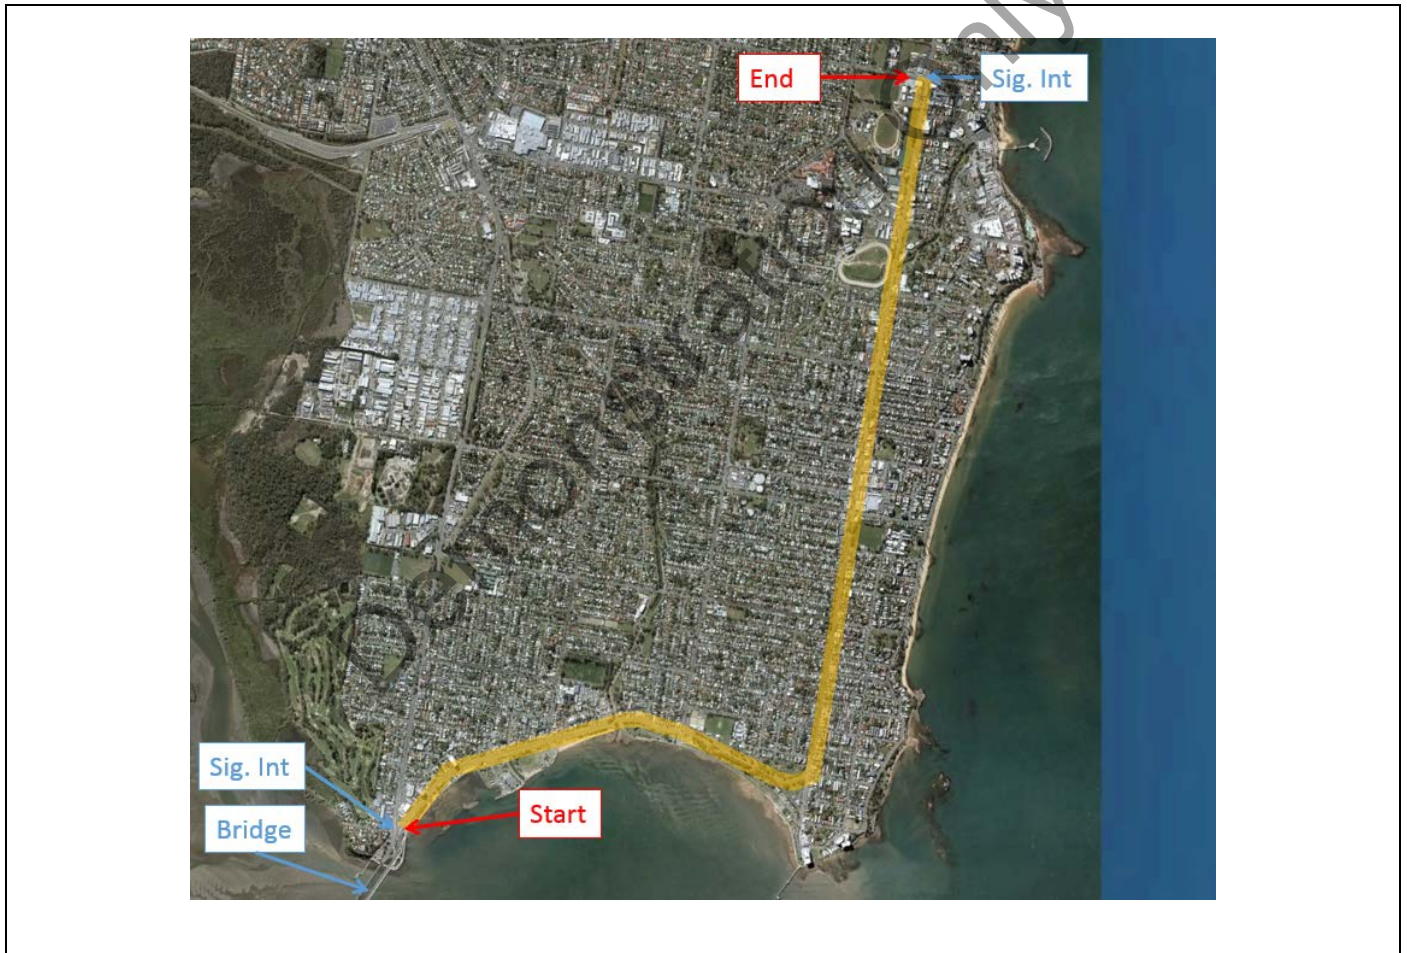 End
Sig. Int
Sig. Int
Bridge
Start